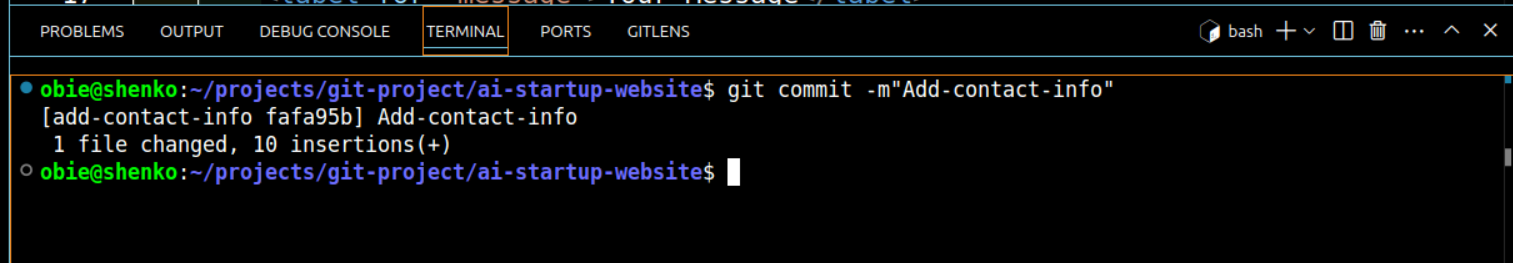 PROBLEMS OUTPUT DEBUG CONSOLE TERMINAL PORTS GITLENS bash
obie@shenko:~/projects/git-project/ai-startup-website$ git commit -m"Add-contact-info"
[add-contact-info fafa95b] Add-contact-info
1 file changed, 10 insertions(+)
obie@shenko:~/projects/git-project/ai-startup-website$